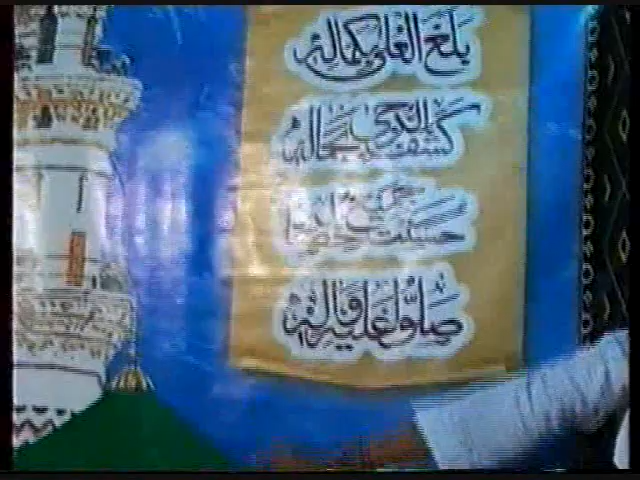 بلغ العلى بكماله
كشف الدجى بجماله
حسنت جميع خصاله
صلوا عليه وآله